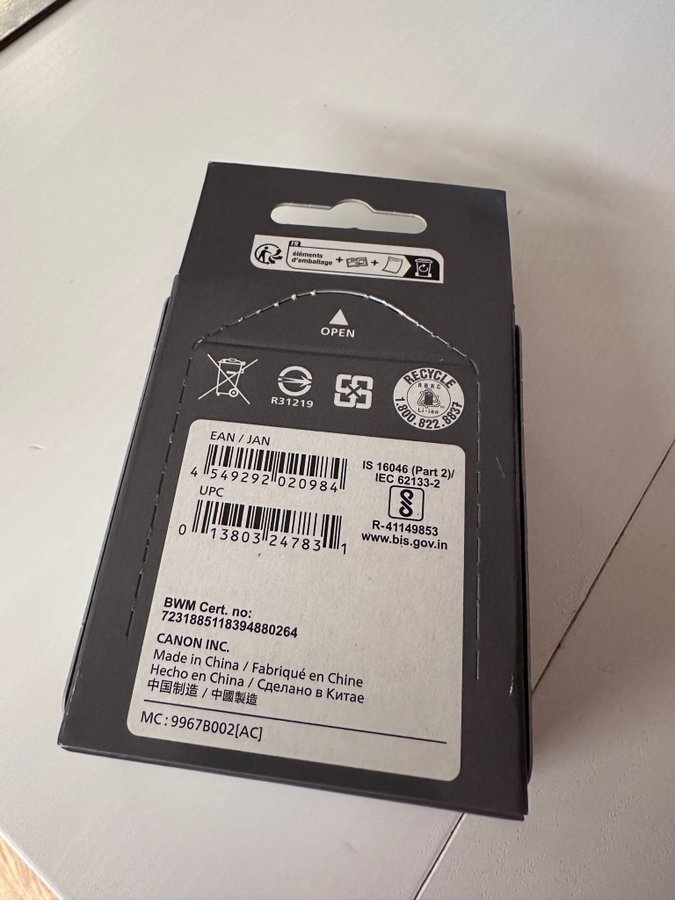 FR
éléments
d'emballage
+
+
OPEN
R31219
RECYCLE
Li-ion
1.800.822.8837
EAN / JAN
4 549292 020984
UPC
0 13803 24783 1
IS 16046 (Part 2)/
IEC 62133-2
R-41149853
www.bis.gov.in
BWM Cert. no:
7231885118394880264
CANON INC.
Made in China / Fabriqué en Chine
Hecho en China / Сделано в Китае
中国制造 / 中國製造
MC: 9967B002[AC]